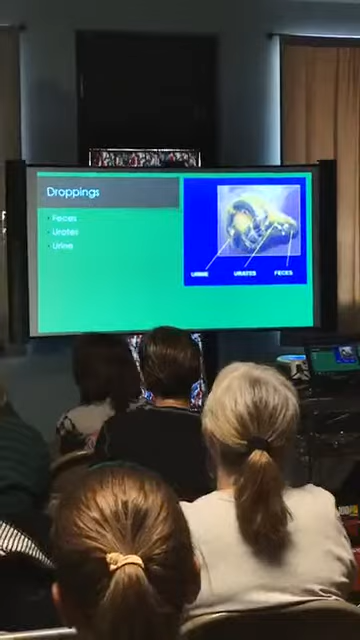 Droppings
Feces
Urates
Urine
URINE
URATES
FECES